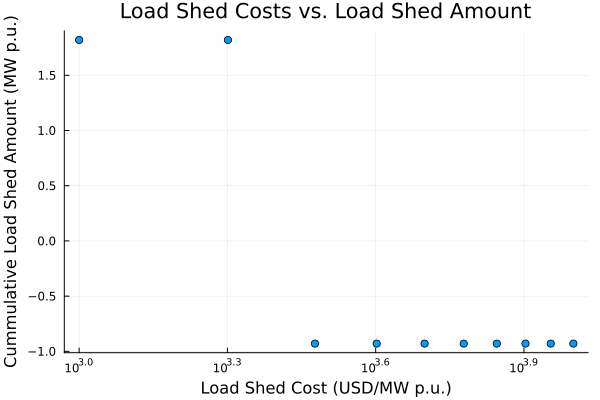 Load Shed Costs vs. Load Shed Amount
Cummulative Load Shed Amount (MW p.u.)
1.5
1.0
0.5
0.0
−0.5
−1.0
10^3.0 10^3.3 10^3.6 10^3.9
Load Shed Cost (USD/MW p.u.)